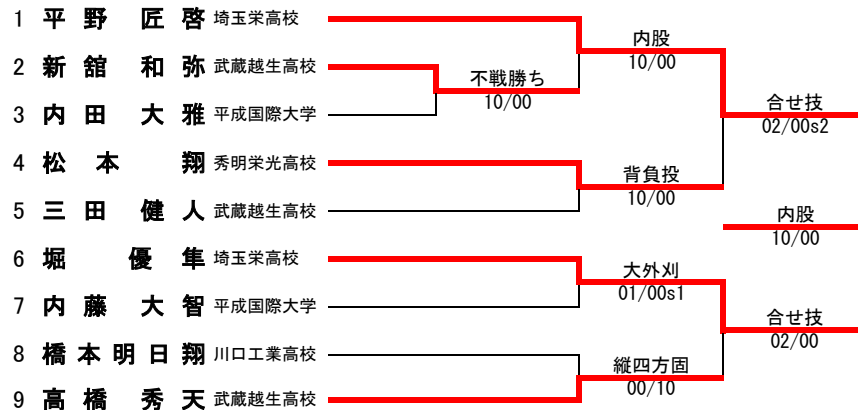 1 平野 匠啓 埼玉栄高校
2 新舘 和弥 武蔵越生高校
3 内田 大雅 平成国際大学
4 松本 翔 秀明栄光高校
5 三田 健人 武蔵越生高校
6 堀 優隼 埼玉栄高校
7 内藤 大智 平成国際大学
8 橋本明日翔 川口工業高校
9 高橋 秀天 武蔵越生高校
不戦勝ち
10/00
内股
10/00
背負投
10/00
大外刈
01/00s1
縦四方固
00/10
合せ技
02/00s2
内股
10/00
合せ技
02/00